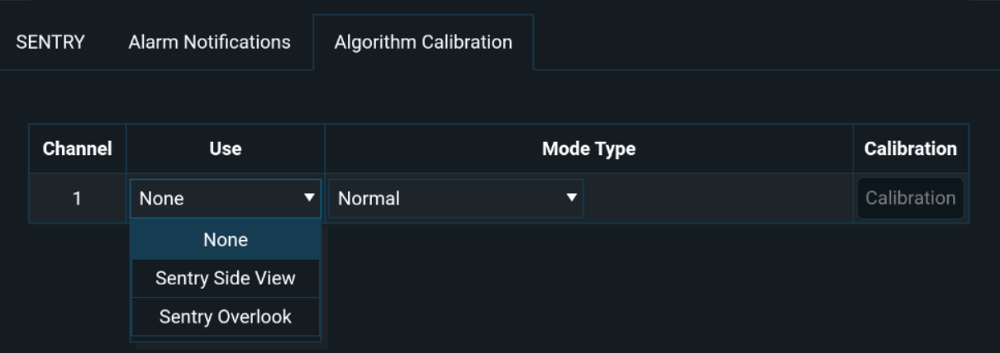 SENTRY Alarm Notifications Algorithm Calibration
Channel Use Mode Type Calibration
1 None Normal Calibration
None
Sentry Side View
Sentry Overlook